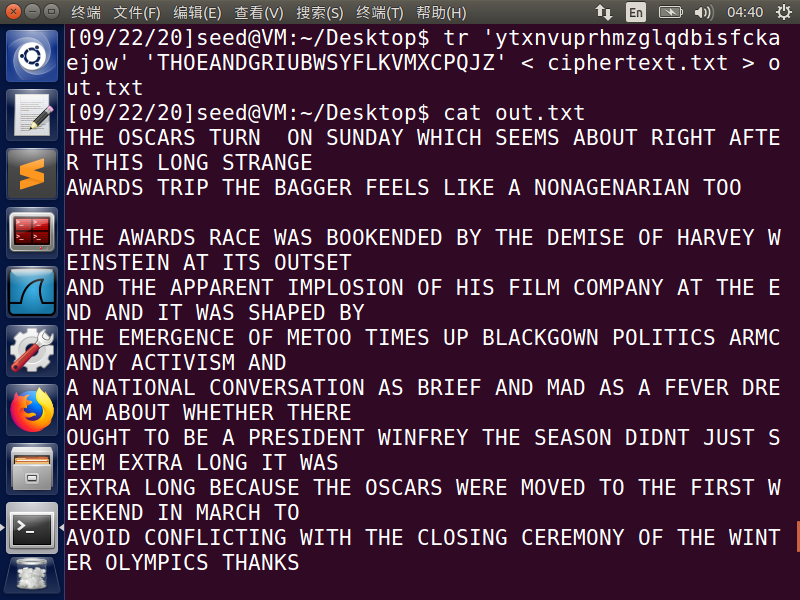 终端 文件(F) 编辑(E) 查看(V) 搜索(S) 终端(T) 帮助(H) En 04:40
[09/22/20]seed@VM:~/Desktop$ tr 'ytxnvuprhmzglqdbisfcka
ejow' 'THOEANDGRIUBWSYFLKVMXCPQJZ' < ciphertext.txt > o
ut.txt
[09/22/20]seed@VM:~/Desktop$ cat out.txt
THE OSCARS TURN  ON SUNDAY WHICH SEEMS ABOUT RIGHT AFTE
R THIS LONG STRANGE
AWARDS TRIP THE BAGGER FEELS LIKE A NONAGENARIAN TOO
THE AWARDS RACE WAS BOOKENDED BY THE DEMISE OF HARVEY W
EINSTEIN AT ITS OUTSET
AND THE APPARENT IMPLOSION OF HIS FILM COMPANY AT THE E
ND AND IT WAS SHAPED BY
THE EMERGENCE OF METOO TIMES UP BLACKGOWN POLITICS ARMC
ANDY ACTIVISM AND
A NATIONAL CONVERSATION AS BRIEF AND MAD AS A FEVER DRE
AM ABOUT WHETHER THERE
OUGHT TO BE A PRESIDENT WINFREY THE SEASON DIDNT JUST S
EEM EXTRA LONG IT WAS
EXTRA LONG BECAUSE THE OSCARS WERE MOVED TO THE FIRST W
EEKEND IN MARCH TO
AVOID CONFLICTING WITH THE CLOSING CEREMONY OF THE WINT
ER OLYMPICS THANKS